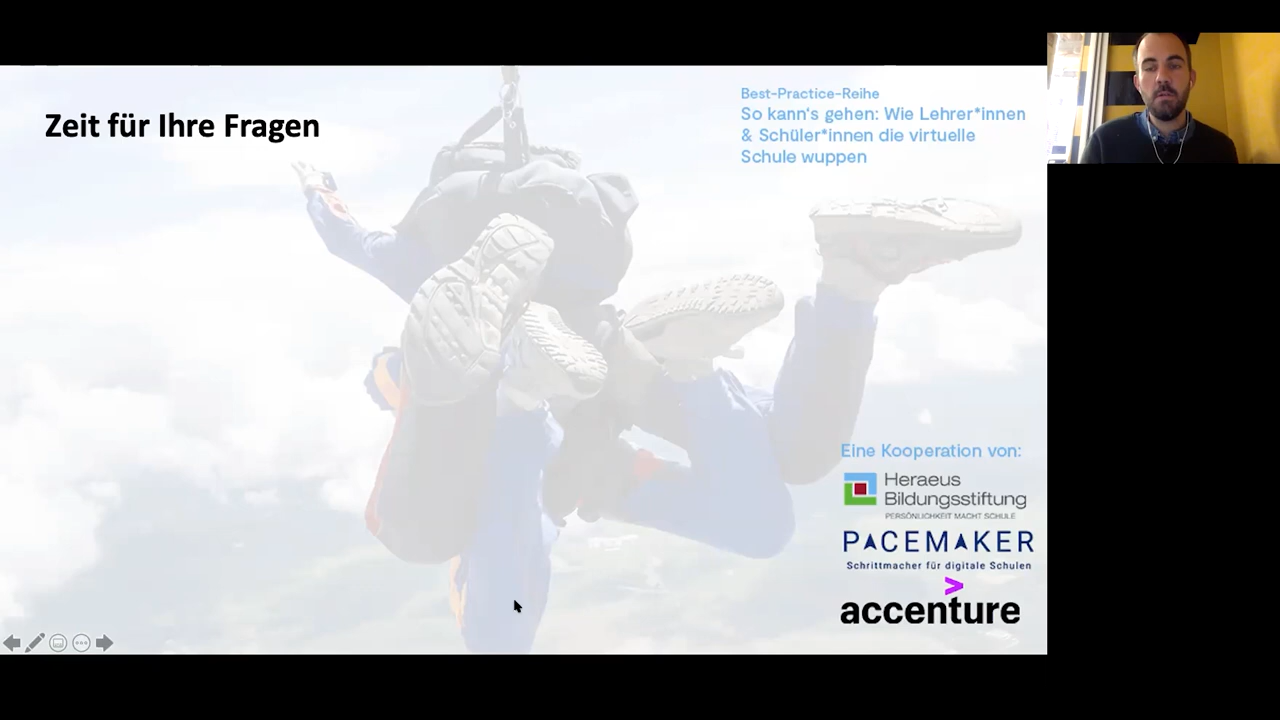 Zeit für Ihre Fragen
Best-Practice-Reihe
So kann's gehen: Wie Lehrer*innen
& Schüler*innen die virtuelle
Schule wuppen
Eine Kooperation von:
Heraeus
Bildungsstiftung
PERSÖNLICHKEIT MACHT SCHULE
PACEMAKER
Schrittmacher für digitale Schulen
>
accenture